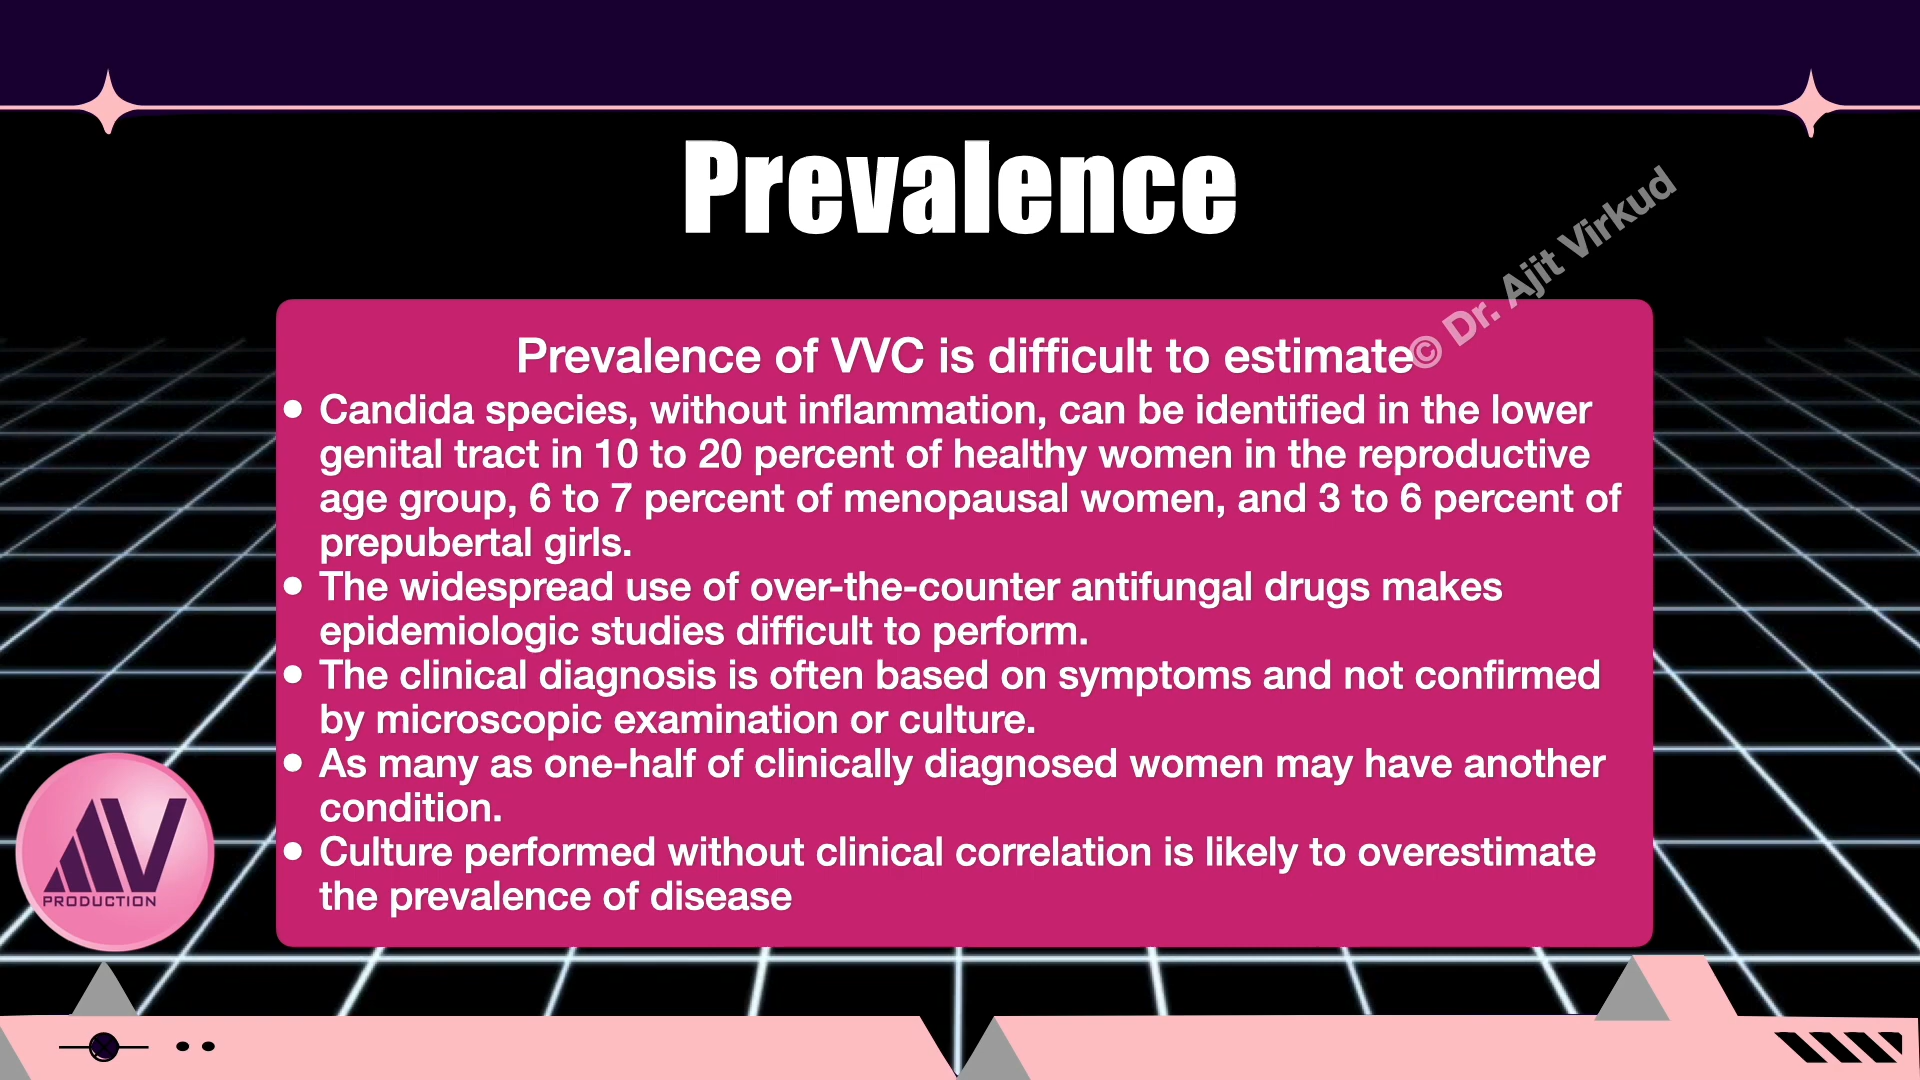 Prevalence
© Dr. Ajit Virkud
Prevalence of VVC is difficult to estimate
• Candida species, without inflammation, can be identified in the lower
genital tract in 10 to 20 percent of healthy women in the reproductive
age group, 6 to 7 percent of menopausal women, and 3 to 6 percent of
prepubertal girls.
• The widespread use of over-the-counter antifungal drugs makes
epidemiologic studies difficult to perform.
• The clinical diagnosis is often based on symptoms and not confirmed
by microscopic examination or culture.
• As many as one-half of clinically diagnosed women may have another
condition.
• Culture performed without clinical correlation is likely to overestimate
the prevalence of disease
AV
PRODUCTION